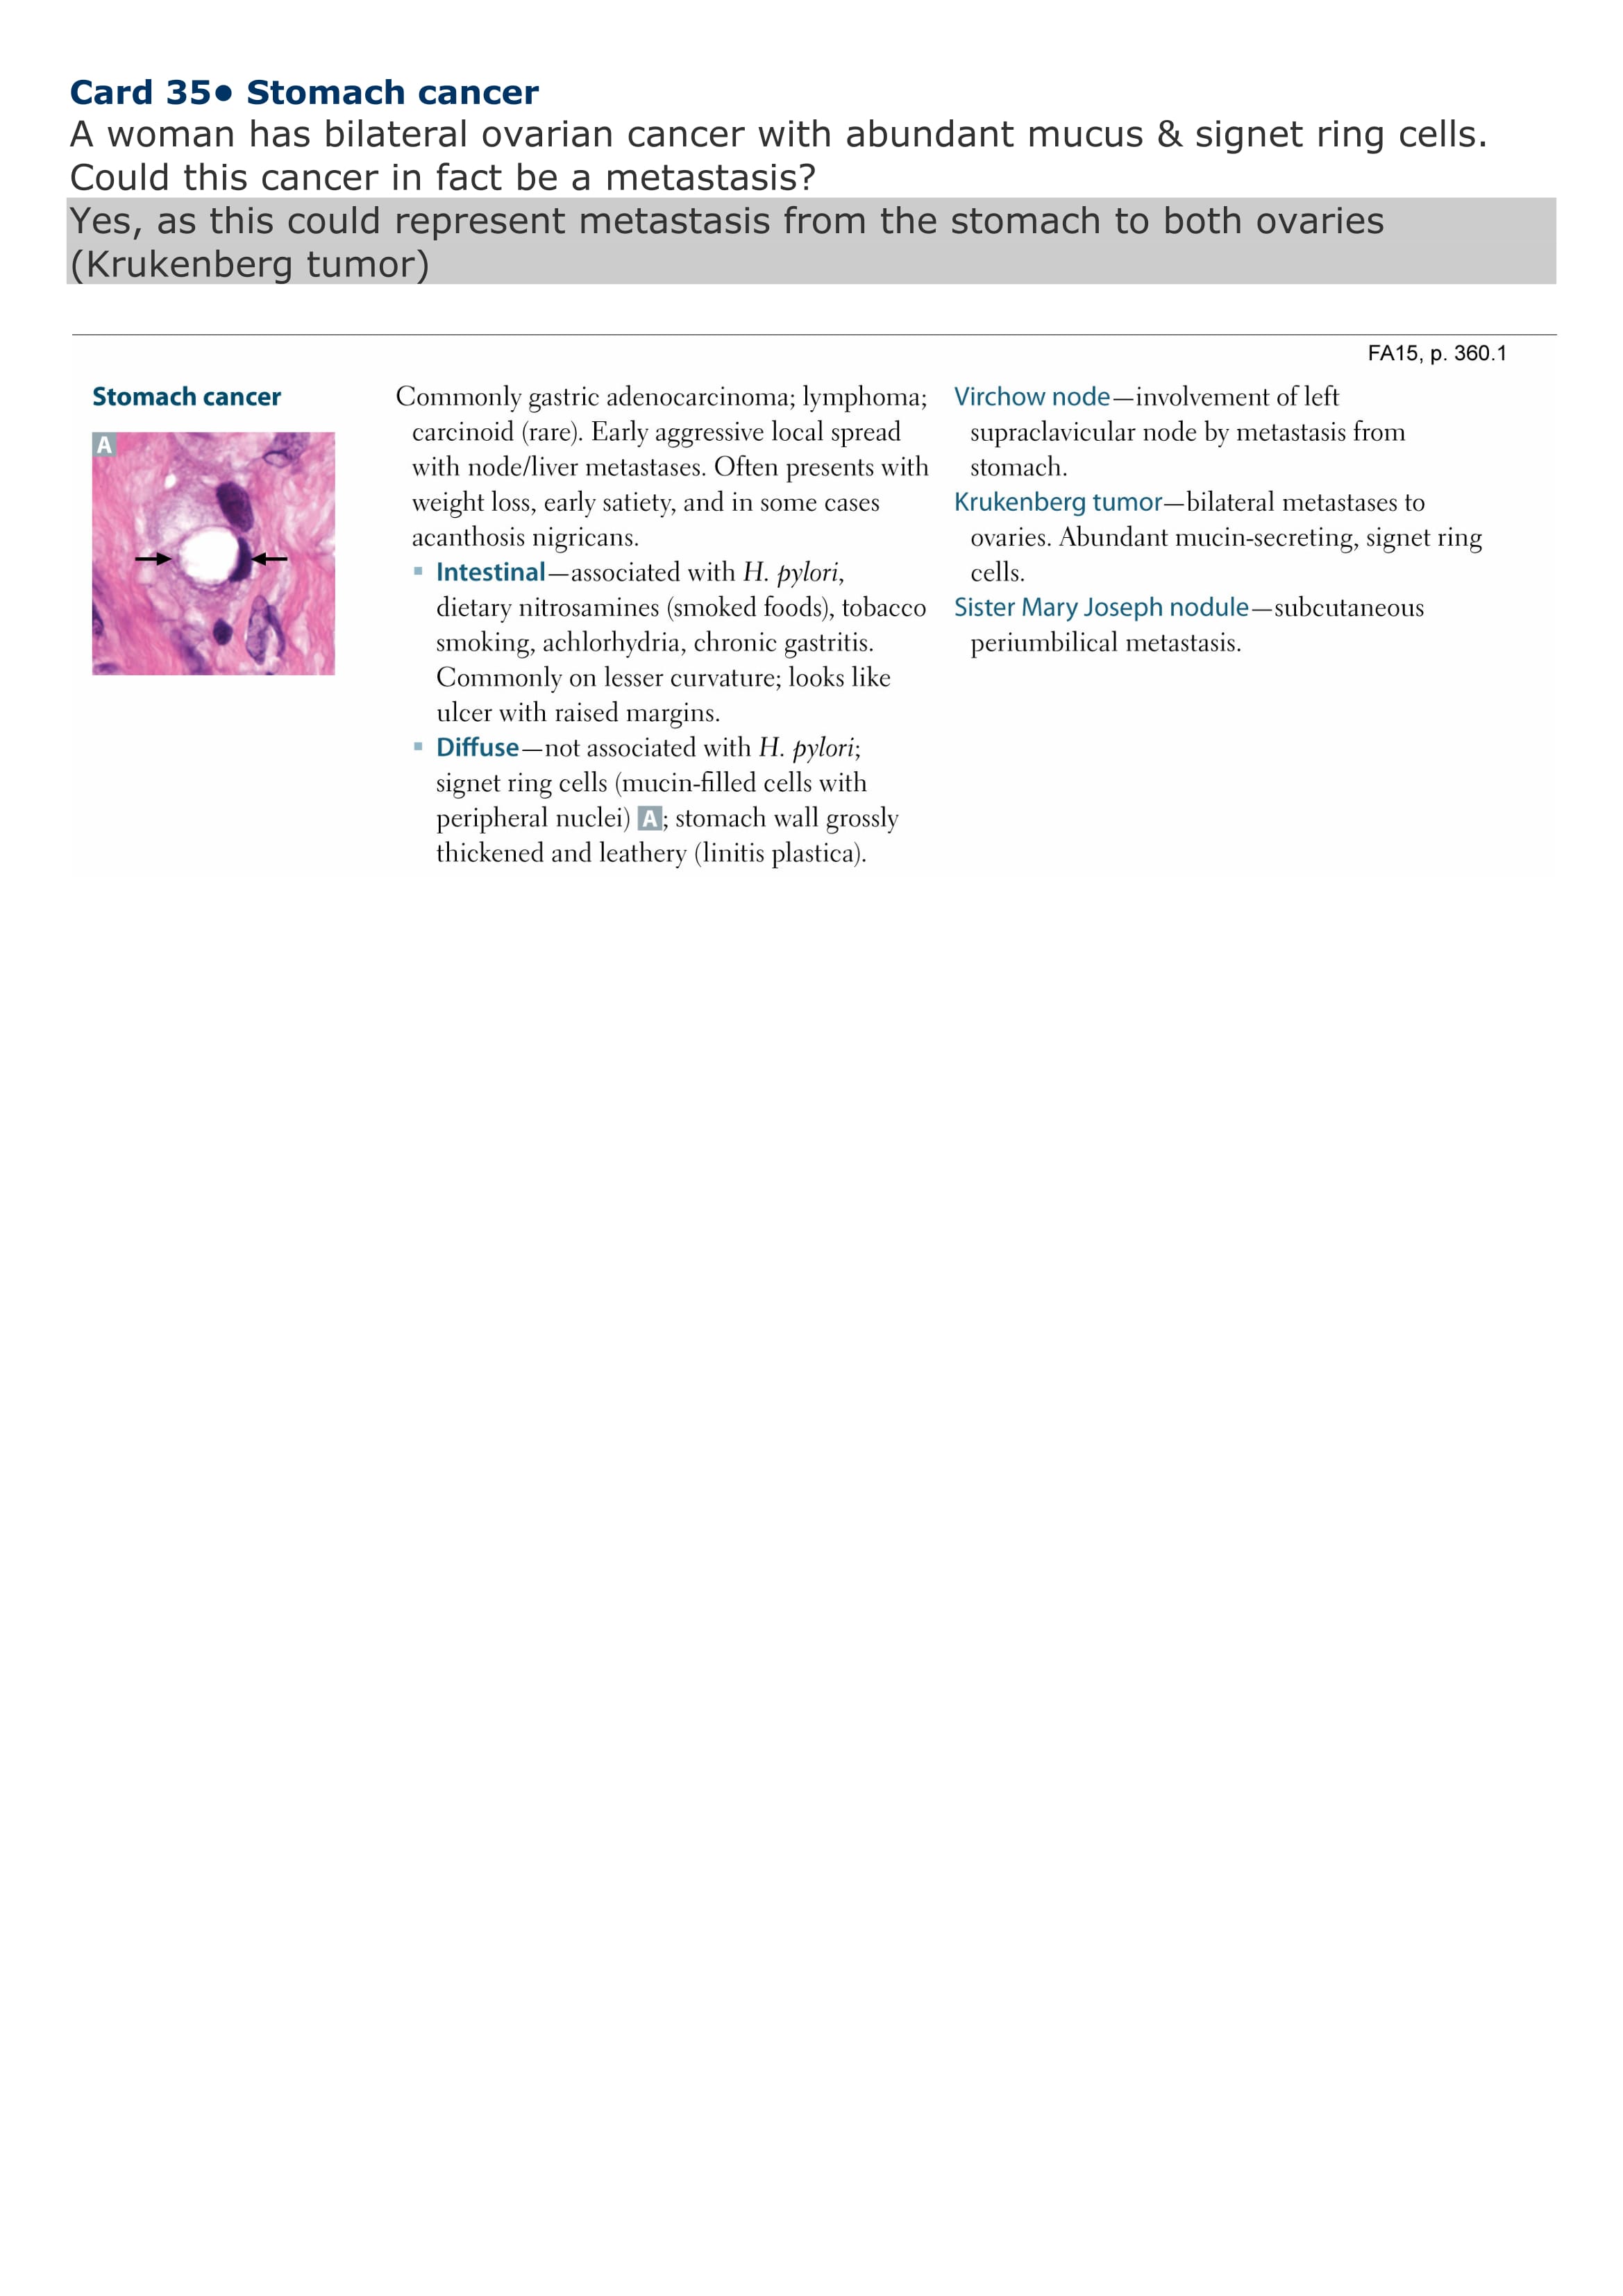 Card 35● Stomach cancer
A woman has bilateral ovarian cancer with abundant mucus & signet ring cells.
Could this cancer in fact be a metastasis?
Yes, as this could represent metastasis from the stomach to both ovaries
(Krukenberg tumor)
FA15, p. 360.1
Stomach cancer
A
Commonly gastric adenocarcinoma; lymphoma;
carcinoid (rare). Early aggressive local spread
with node/liver metastases. Often presents with
weight loss, early satiety, and in some cases
acanthosis nigricans.
▪ Intestinal—associated with H. pylori,
dietary nitrosamines (smoked foods), tobacco
smoking, achlorhydria, chronic gastritis.
Commonly on lesser curvature; looks like
ulcer with raised margins.
▪ Diffuse—not associated with H. pylori;
signet ring cells (mucin-filled cells with
peripheral nuclei) A; stomach wall grossly
thickened and leathery (linitis plastica).
Virchow node—involvement of left
supraclavicular node by metastasis from
stomach.
Krukenberg tumor—bilateral metastases to
ovaries. Abundant mucin-secreting, signet ring
cells.
Sister Mary Joseph nodule—subcutaneous
periumbilical metastasis.